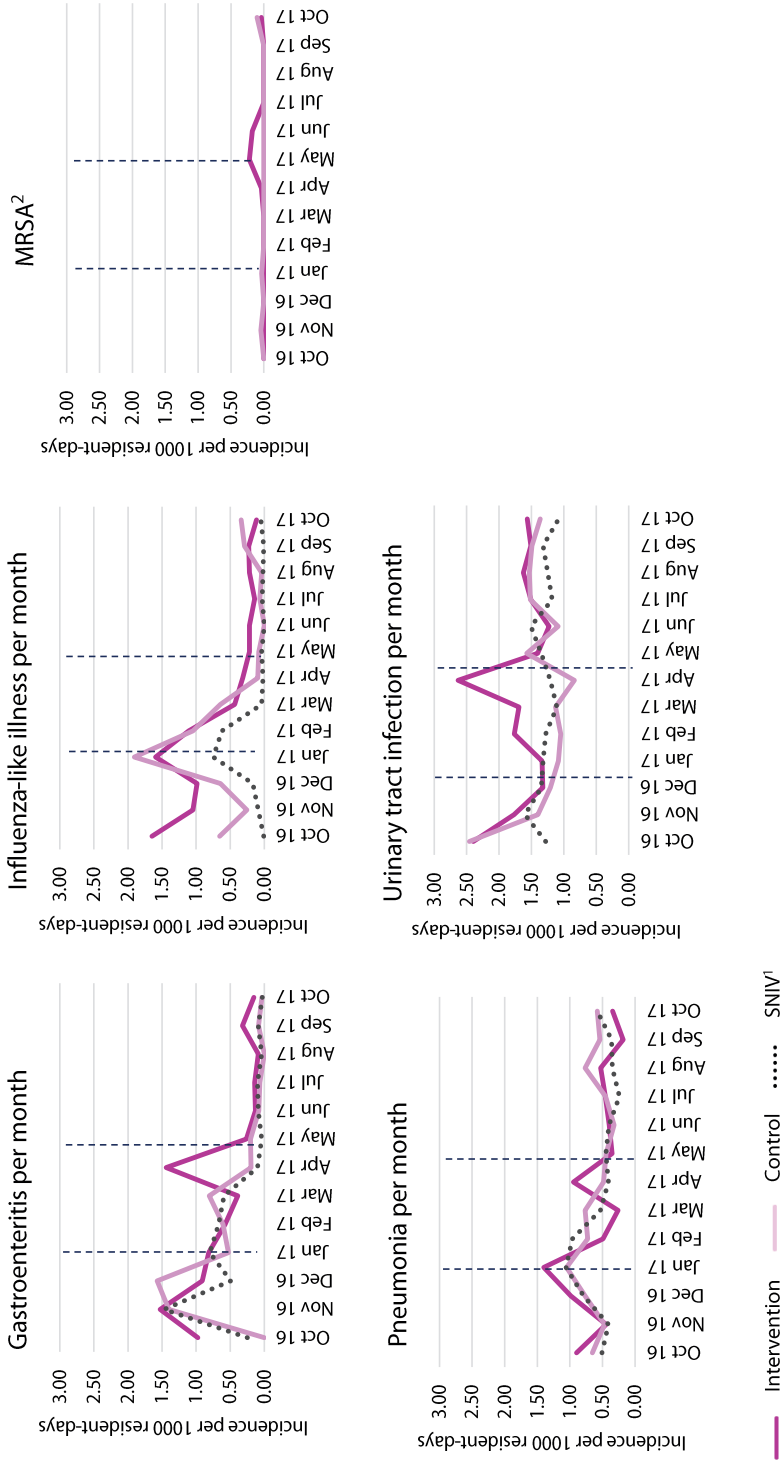 Gastroenteritis per month
Incidence per 1000 resident-days
3.00
2.50
2.00
1.50
1.00
0.50
0.00
Oct 16
Nov 16
Dec 16
Jan 17
Feb 17
Mar 17
Apr 17
May 17
Jun 17
Jul 17
Aug 17
Sep 17
Oct 17
Influenza-like illness per month
Incidence per 1000 resident-days
3.00
2.50
2.00
1.50
1.00
0.50
0.00
Oct 16
Nov 16
Dec 16
Jan 17
Feb 17
Mar 17
Apr 17
May 17
Jun 17
Jul 17
Aug 17
Sep 17
Oct 17
MRSA²
Incidence per 1000 resident-days
3.00
2.50
2.00
1.50
1.00
0.50
0.00
Oct 16
Nov 16
Dec 16
Jan 17
Feb 17
Mar 17
Apr 17
May 17
Jun 17
Jul 17
Aug 17
Sep 17
Oct 17
Pneumonia per month
Incidence per 1000 resident-days
3.00
2.50
2.00
1.50
1.00
0.50
0.00
Oct 16
Nov 16
Dec 16
Jan 17
Feb 17
Mar 17
Apr 17
May 17
Jun 17
Jul 17
Aug 17
Sep 17
Oct 17
Urinary tract infection per month
Incidence per 1000 resident-days
3.00
2.50
2.00
1.50
1.00
0.50
0.00
Oct 16
Nov 16
Dec 16
Jan 17
Feb 17
Mar 17
Apr 17
May 17
Jun 17
Jul 17
Aug 17
Sep 17
Oct 17
Intervention Control SNIV¹